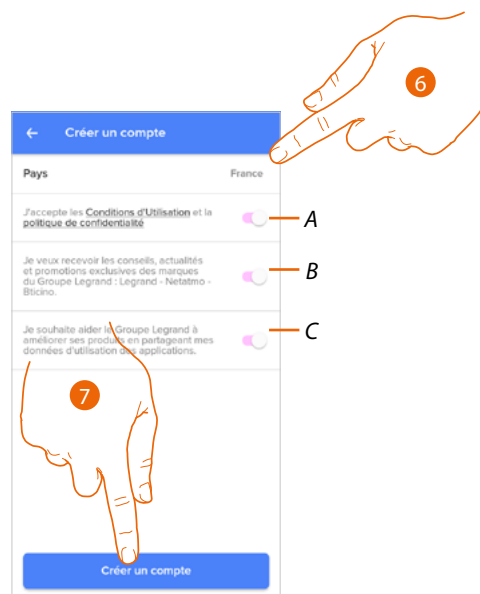 6
← Créer un compte
Pays France
J'accepte les Conditions d'Utilisation et la
politique de confidentialité
A
Je veux recevoir les conseils, actualités
et promotions exclusives des marques
du Groupe Legrand : Legrand - Netatmo -
Bticino.
B
Je souhaite aider le Groupe Legrand à
améliorer ses produits en partageant mes
données d'utilisation des applications.
C
7
Créer un compte